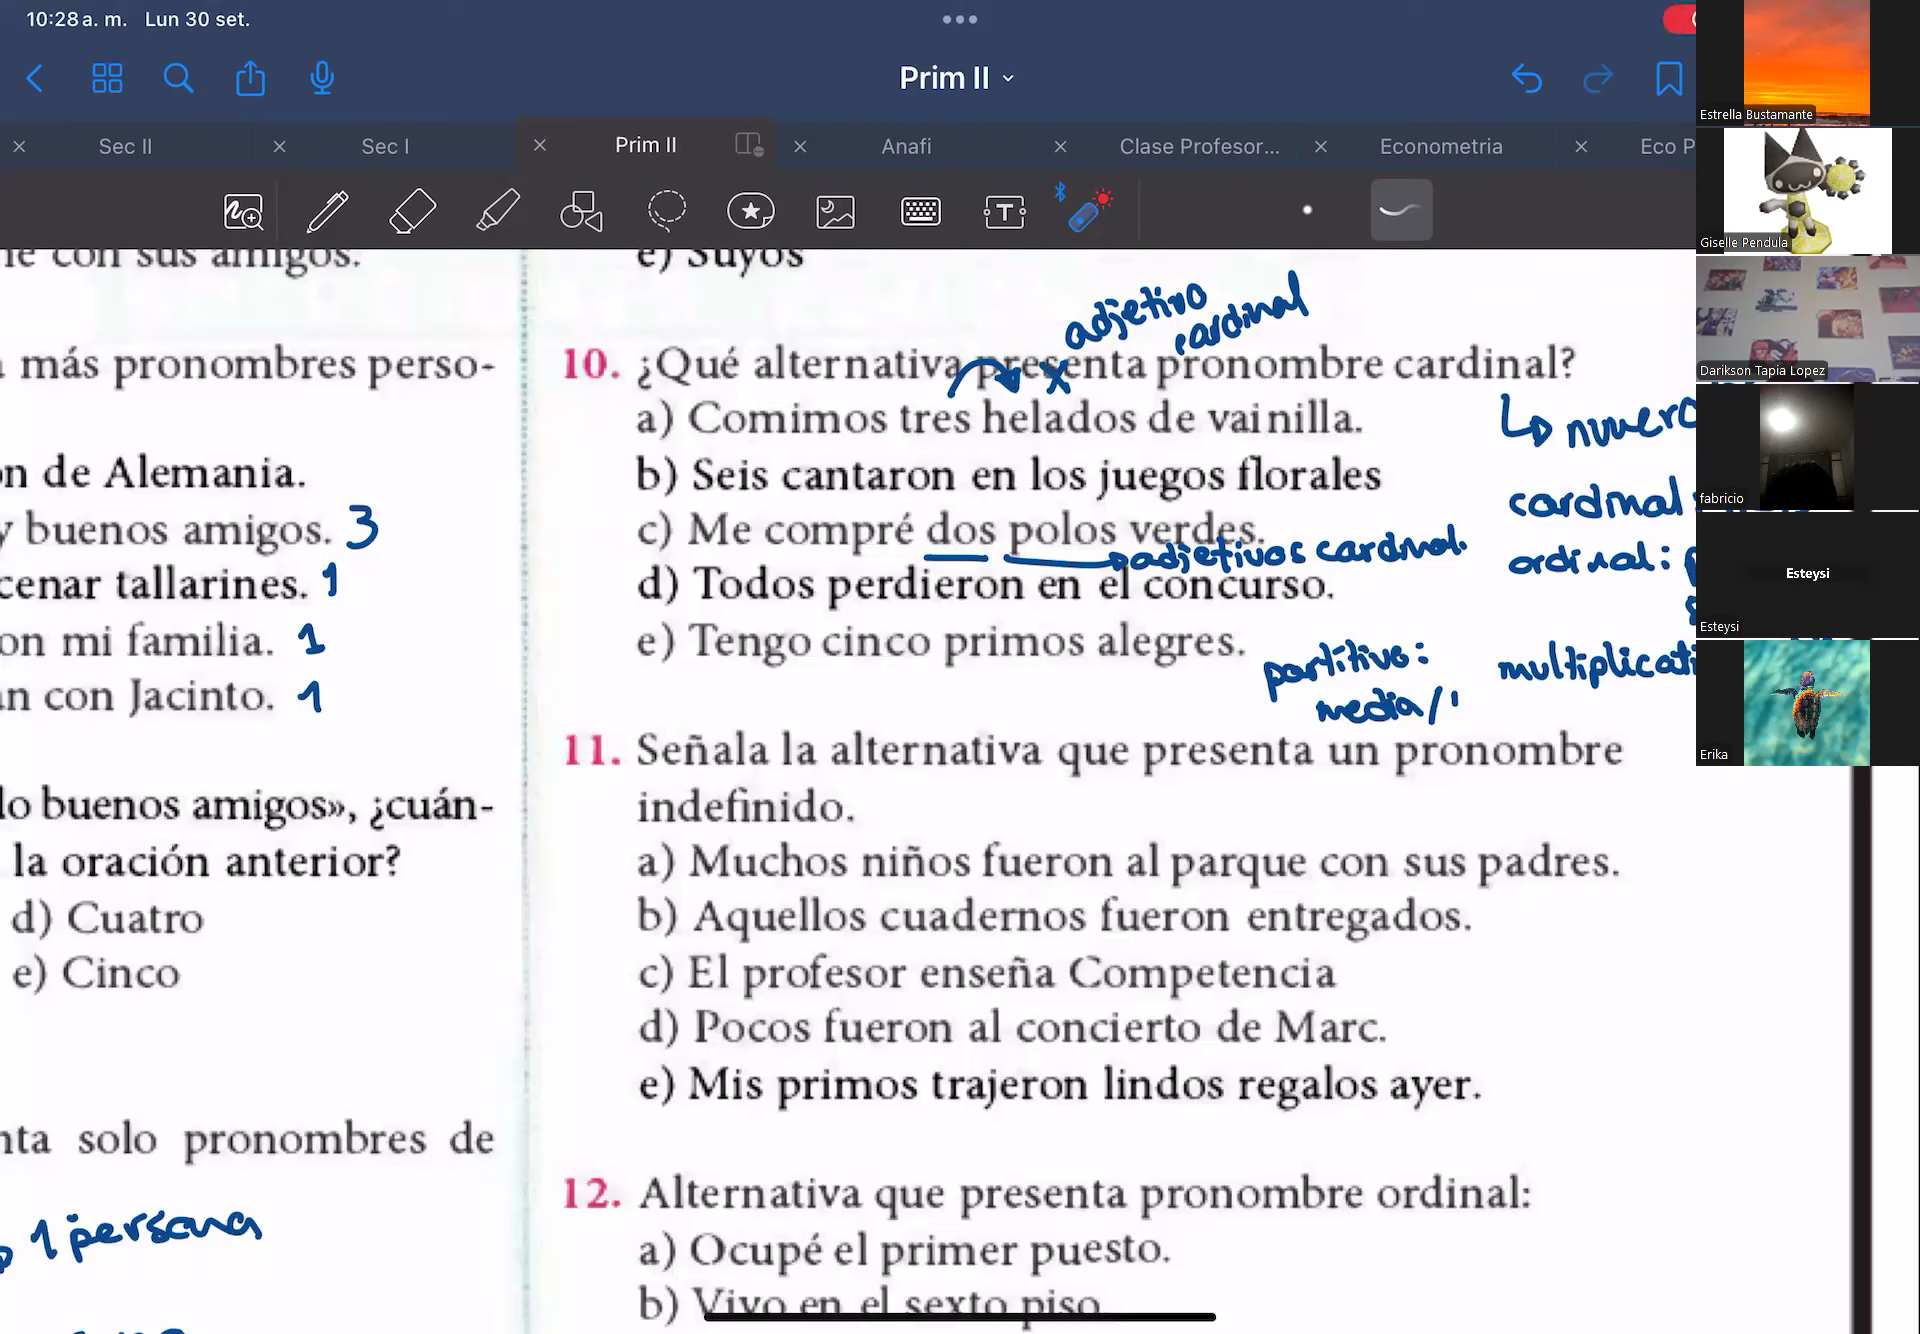 10:28 a. m. Lun 30 set.
Prim II
Sec II
Sec I
Prim II
Anafi
Clase Profesor...
Econometria
Eco P
con sus amigos.
más pronombres perso-
n de Alemania.
y buenos amigos. 3
cenar tallarines. 1
on mi familia. 1
an con Jacinto. 1
lo buenos amigos», ¿cuán-
la oración anterior?
d) Cuatro
e) Cinco
nta solo pronombres de
1 persona
e) Suyos
adjetivo
cardinal
10. ¿Qué alternativa presenta pronombre cardinal?
x
a) Comimos tres helados de vainilla.
numero
b) Seis cantaron en los juegos florales
cardinal
c) Me compré dos polos verdes.
adjetivos cardinal.
ordinal:
d) Todos perdieron en el concurso.
e) Tengo cinco primos alegres.
partitivo:
media/
multiplicati
11. Señala la alternativa que presenta un pronombre
indefinido.
a) Muchos niños fueron al parque con sus padres.
b) Aquellos cuadernos fueron entregados.
c) El profesor enseña Competencia
d) Pocos fueron al concierto de Marc.
e) Mis primos trajeron lindos regalos ayer.
12. Alternativa que presenta pronombre ordinal:
a) Ocupé el primer puesto.
b) Vivo en el sexto piso
Estrella Bustamante
Giselle Pendula
Darikson Tapia Lopez
fabricio
Esteysi
Esteysi
Erika